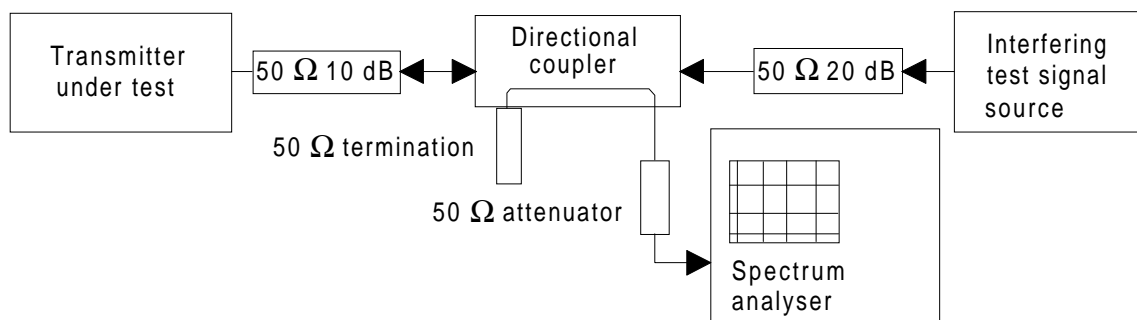 Transmitter
under test
50 Ω 10 dB
Directional
coupler
50 Ω 20 dB
Interfering
test signal
source
50 Ω termination
50 Ω attenuator
Spectrum
analyser